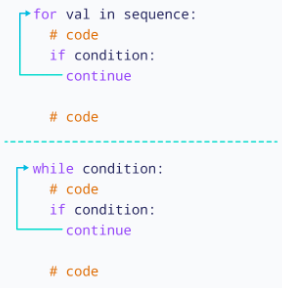 for val in sequence:
# code
if condition:
continue
# code
while condition:
# code
if condition:
continue
# code